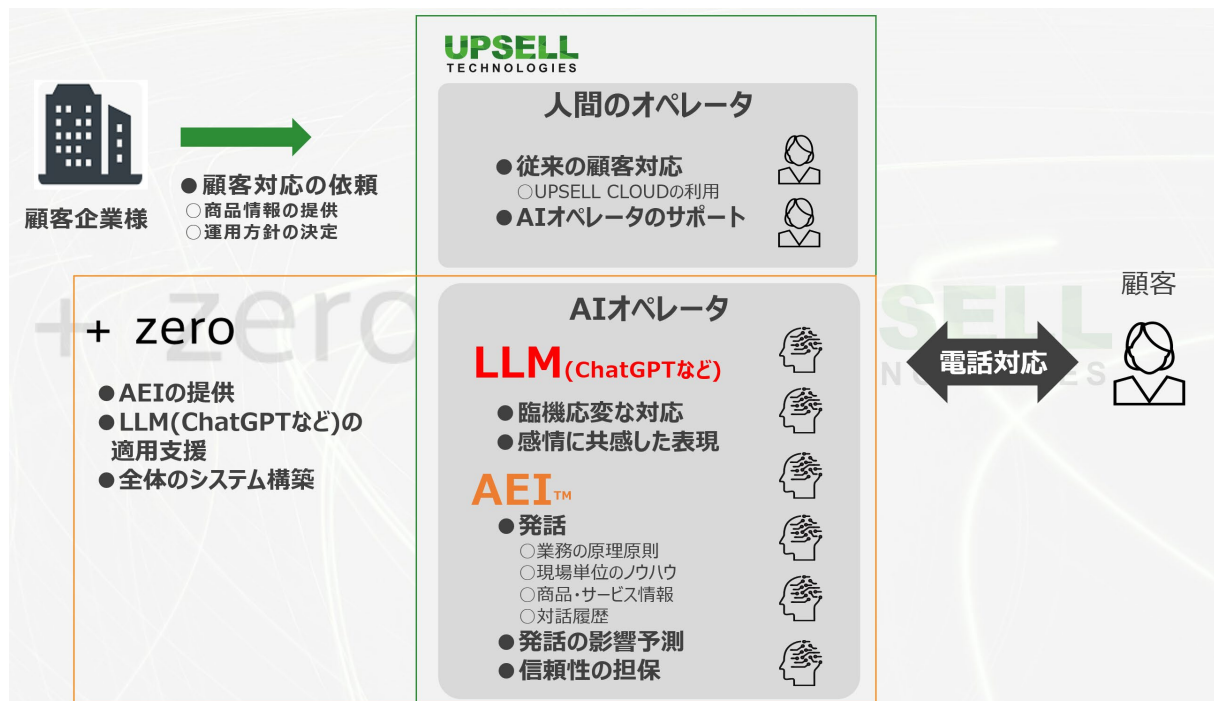 UPSELL
TECHNOLOGIES
人間のオペレータ
●従来の顧客対応
○UPSELL CLOUDの利用
●AIオペレータのサポート
●顧客対応の依頼
○商品情報の提供
○運用方針の決定
顧客企業様
+ zero
●AEIの提供
●LLM(ChatGPTなど)の
適用支援
●全体のシステム構築
AIオペレータ
LLM(ChatGPTなど)
●臨機応変な対応
●感情に共感した表現
AEI™
●発話
○業務の原理原則
○現場単位のノウハウ
○商品・サービス情報
○対話履歴
●発話の影響予測
●信頼性の担保
電話対応
顧客